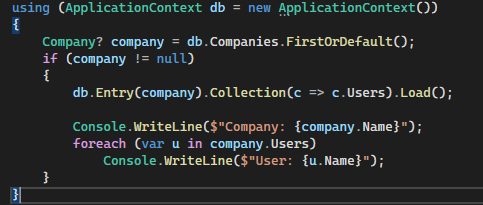 using (ApplicationContext db = new ApplicationContext())
{
    Company? company = db.Companies.FirstOrDefault();
    if (company != null)
    {
        db.Entry(company).Collection(c => c.Users).Load();

        Console.WriteLine($"Company: {company.Name}");
        foreach (var u in company.Users)
            Console.WriteLine($"User: {u.Name}");
    }
}